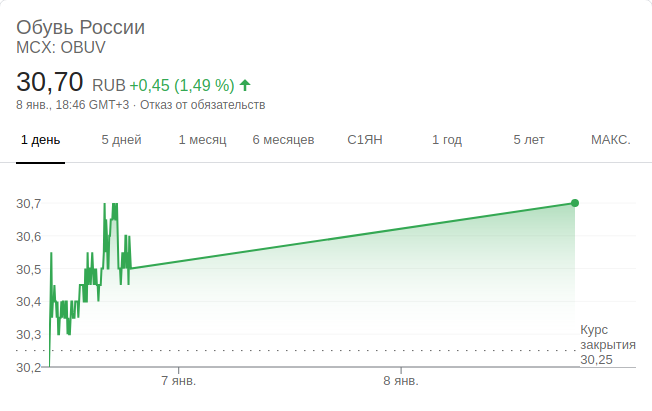 Обувь России
MCX: OBUV
30,70 RUB +0,45 (1,49 %)
8 янв., 18:46 GMT+3 · Отказ от обязательств
1 день 5 дней 1 месяц 6 месяцев С1ЯН 1 год 5 лет МАКС.
30,7
30,6
30,5
30,4
30,3
30,2
Курс
закрытия
30,25
7 янв. 8 янв.